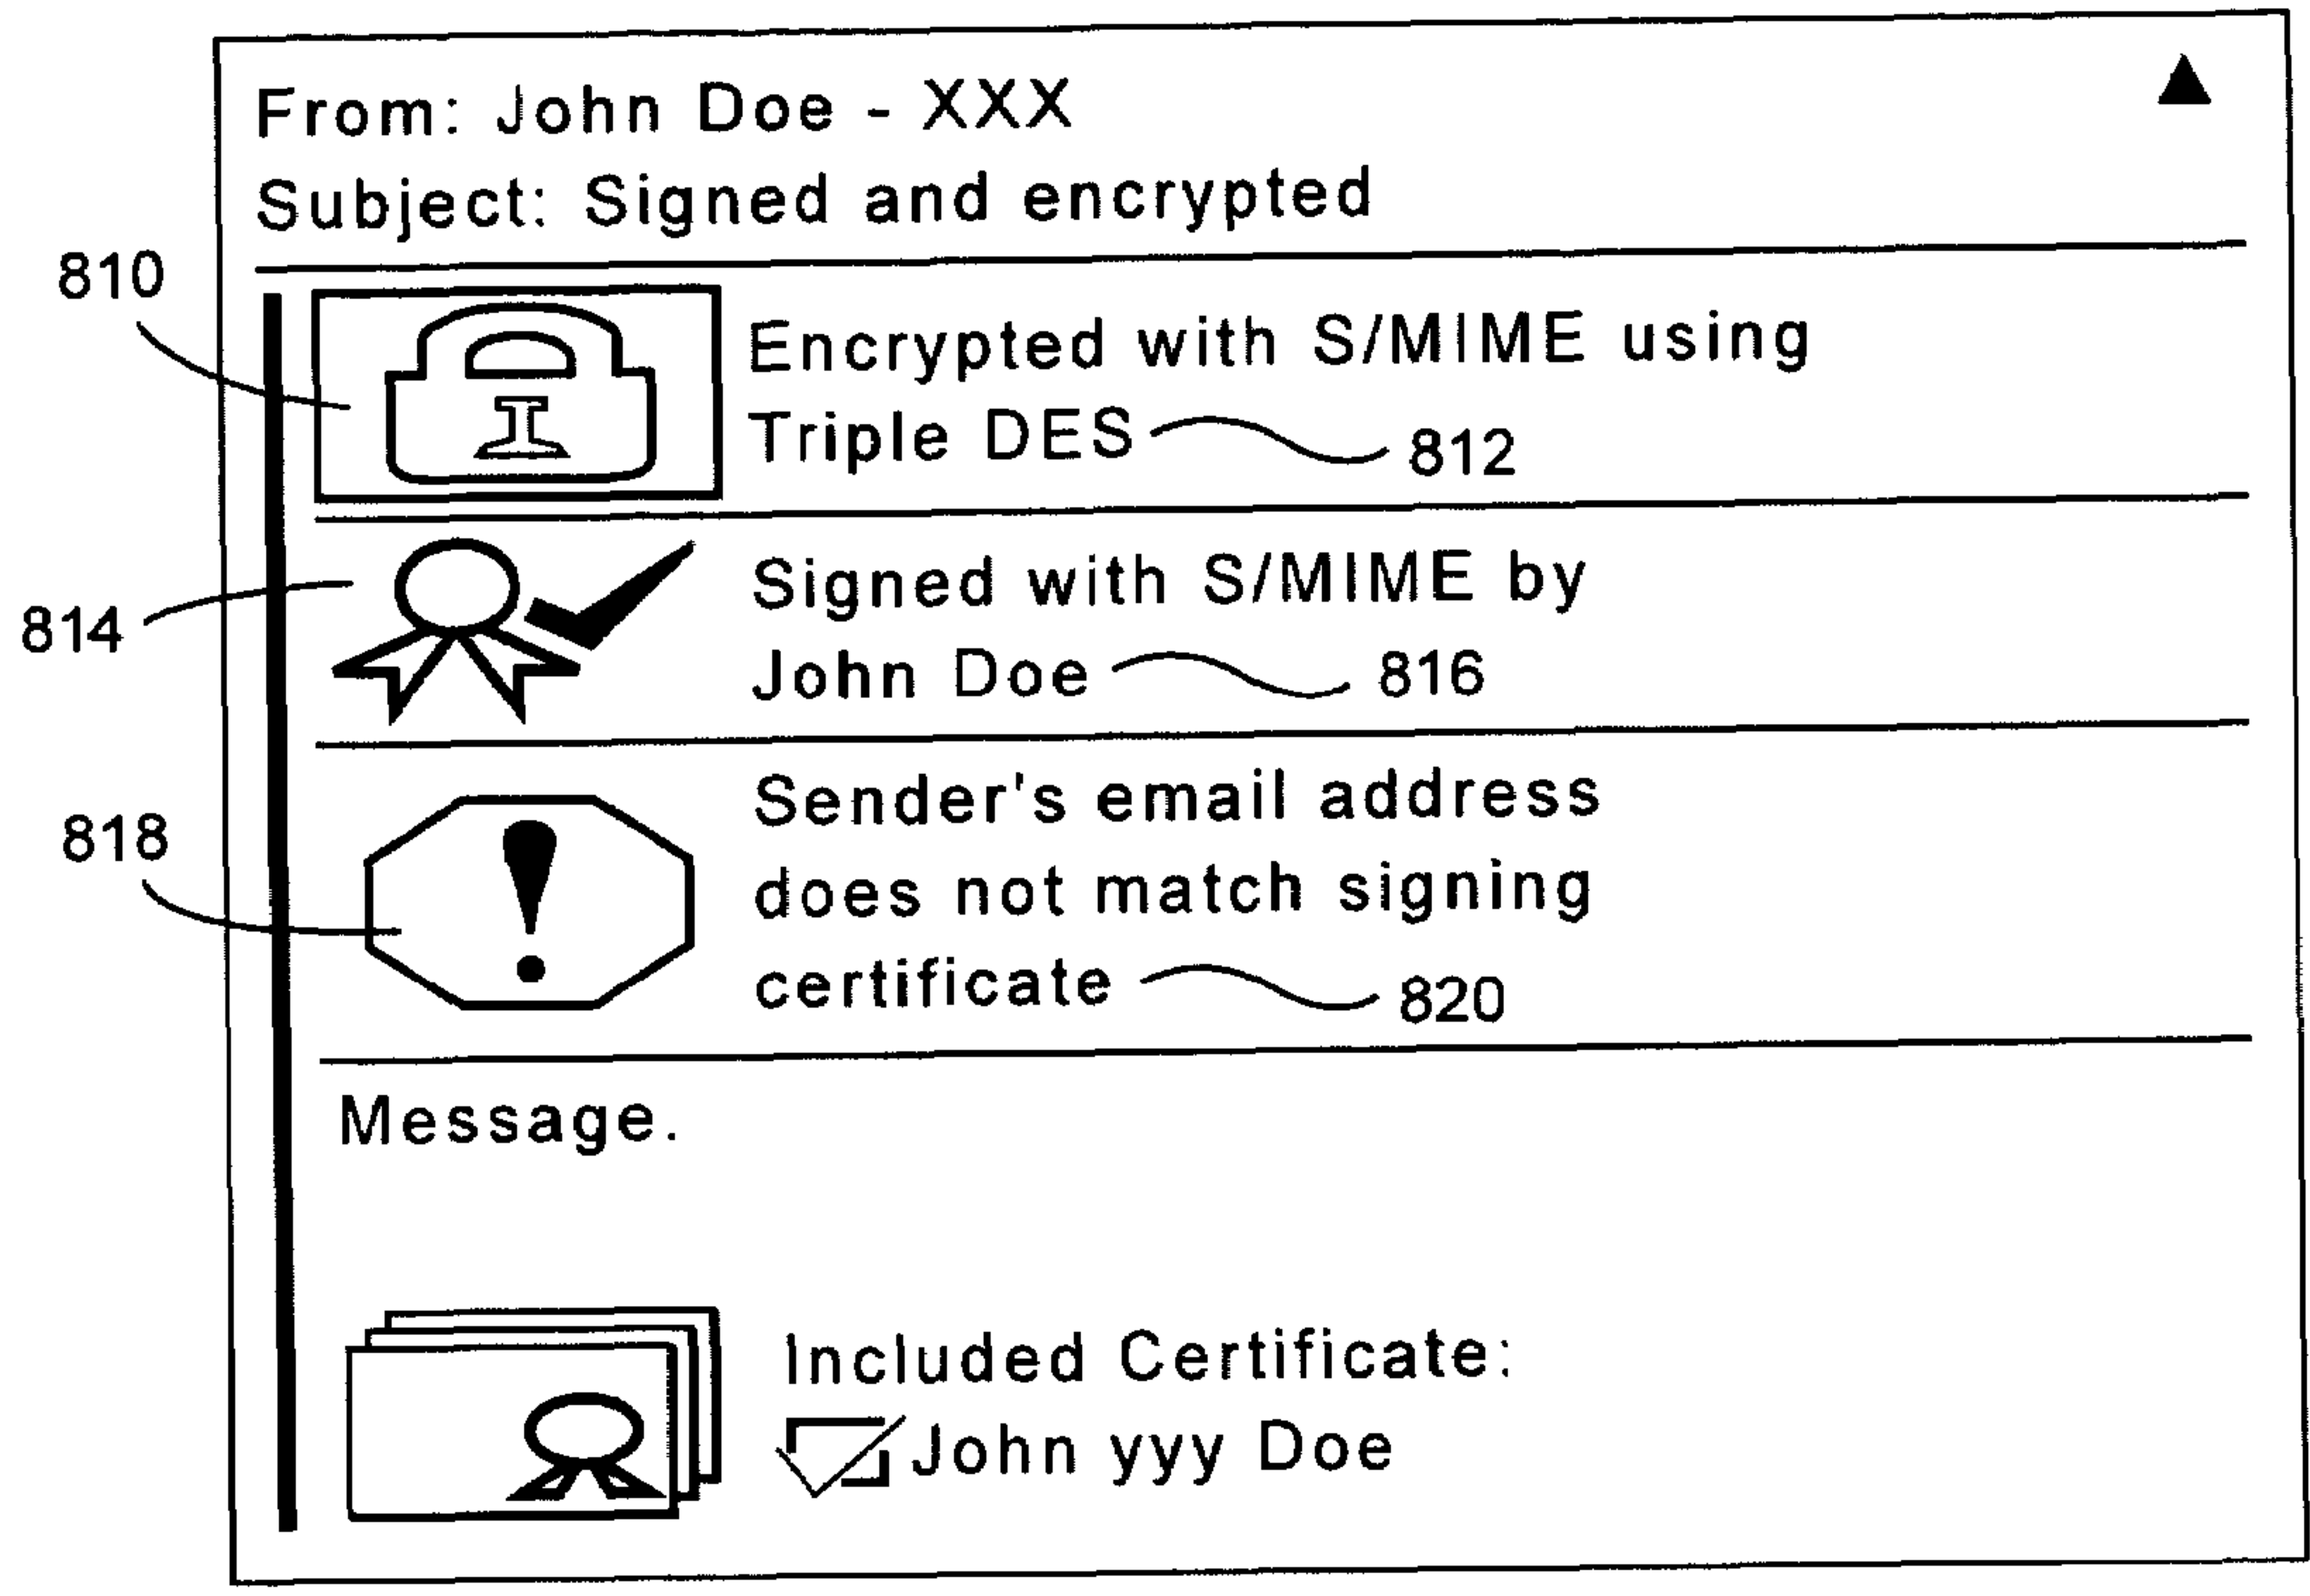 From: John Doe - XXX
Subject: Signed and encrypted
810
Encrypted with S/MIME using
Triple DES 812
814
Signed with S/MIME by
John Doe 816
818
Sender's email address
does not match signing
certificate 820
Message.
Included Certificate:
John yyy Doe